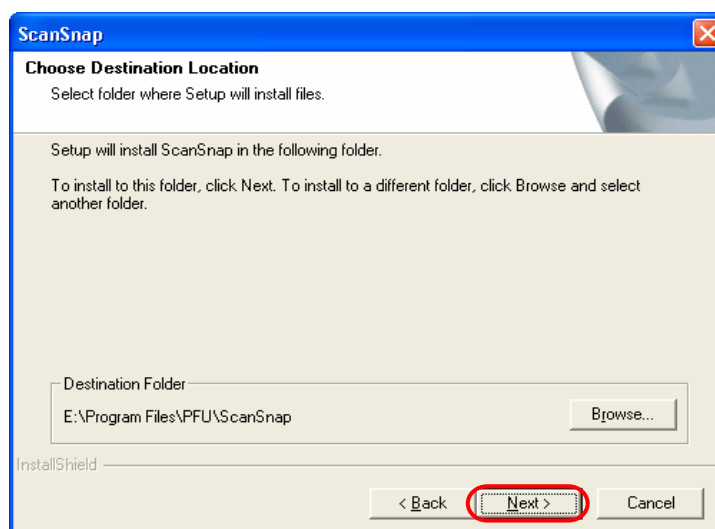 ScanSnap
Choose Destination Location
Select folder where Setup will install files.
Setup will install ScanSnap in the following folder.
To install to this folder, click Next. To install to a different folder, click Browse and select
another folder.
Destination Folder
E:\Program Files\PFU\ScanSnap
Browse...
InstallShield
< Back
Next >
Cancel